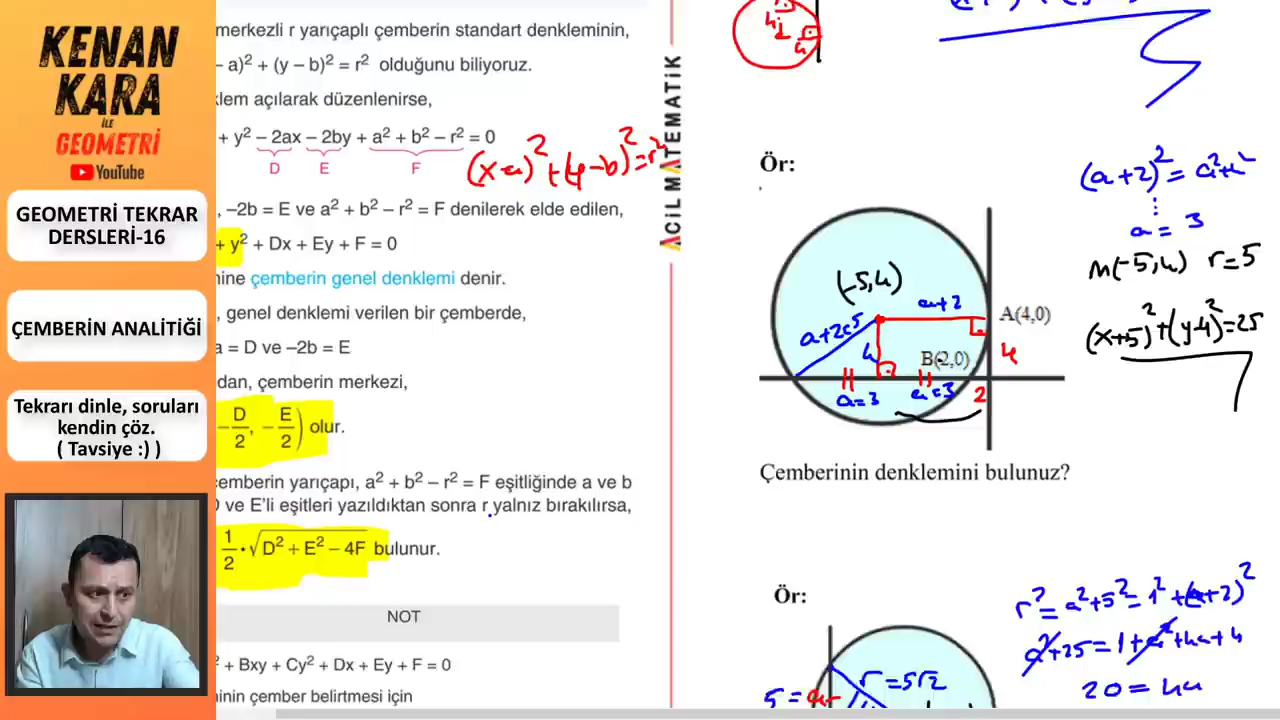 KENAN
KARA
İLE
GEOMETRİ
YouTube
GEOMETRİ TEKRAR
DERSLERİ-16
ÇEMBERİN ANALİTİĞİ
Tekrarı dinle, soruları
kendin çöz.
( Tavsiye :) )
merkezli r yarıçaplı çemberin standart denkleminin,
- a)² + (y - b)² = r² olduğunu biliyoruz.
klem açılarak düzenlenirse,
+ y² - 2ax - 2by + a² + b² - r² = 0
D E F
(x-a)²+(y-b)²=r²
, -2b = E ve a² + b² - r² = F denilerek elde edilen,
+ y² + Dx + Ey + F = 0
mine çemberin genel denklemi denir.
, genel denklemi verilen bir çemberde,
a = D ve -2b = E
dan, çemberin merkezi,
-D/2, -E/2) olur.
çemberin yarıçapı, a² + b² - r² = F eşitliğinde a ve b
D ve E'li eşitleri yazıldıktan sonra r yalnız bırakılırsa,
1/2 • √D² + E² - 4F bulunur.
NOT
² + Bxy + Cy² + Dx + Ey + F = 0
minin çember belirtmesi için
ACİL MATEMATİK
Ör:
(-5,4)
a+2
a+2=5
4
A(4,0)
B(2,0)
4
a=3
a=3
2
(a+2)² = a²+4²
a = 3
M(-5,4) r=5
(x+5)²+(y-4)²=25
Çemberinin denklemini bulunuz?
Ör:
r=5√2
r² = a²+5² = 1²+(a+2)²
a²+25 = 1+a²+4a+4
20 = 4a